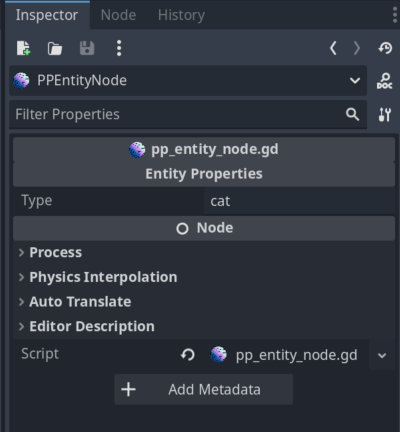 Inspector Node History
PPEntityNode
DOC
Filter Properties
pp_entity_node.gd
Entity Properties
Type cat
Node
Process
Physics Interpolation
Auto Translate
Editor Description
Script pp_entity_node.gd
Add Metadata